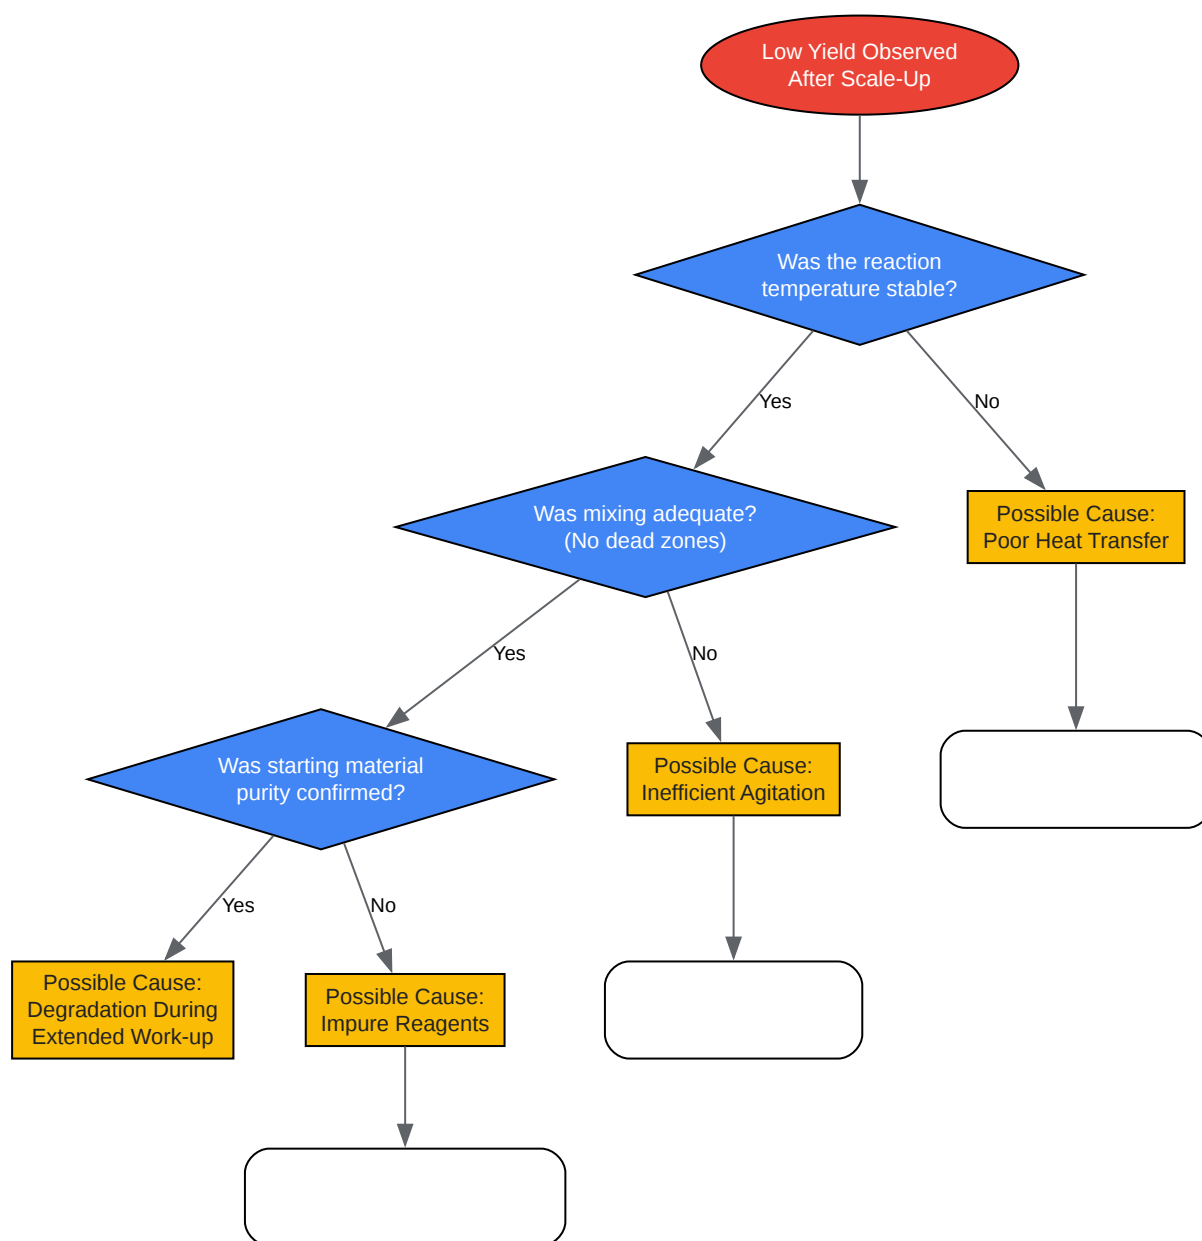 Low Yield Observed
After Scale-Up
Was the reaction
temperature stable?
Yes
No
Was mixing adequate?
(No dead zones)
Possible Cause:
Poor Heat Transfer
Yes
No
Was starting material
purity confirmed?
Possible Cause:
Inefficient Agitation
Yes
No
Possible Cause:
Degradation During
Extended Work-up
Possible Cause:
Impure Reagents